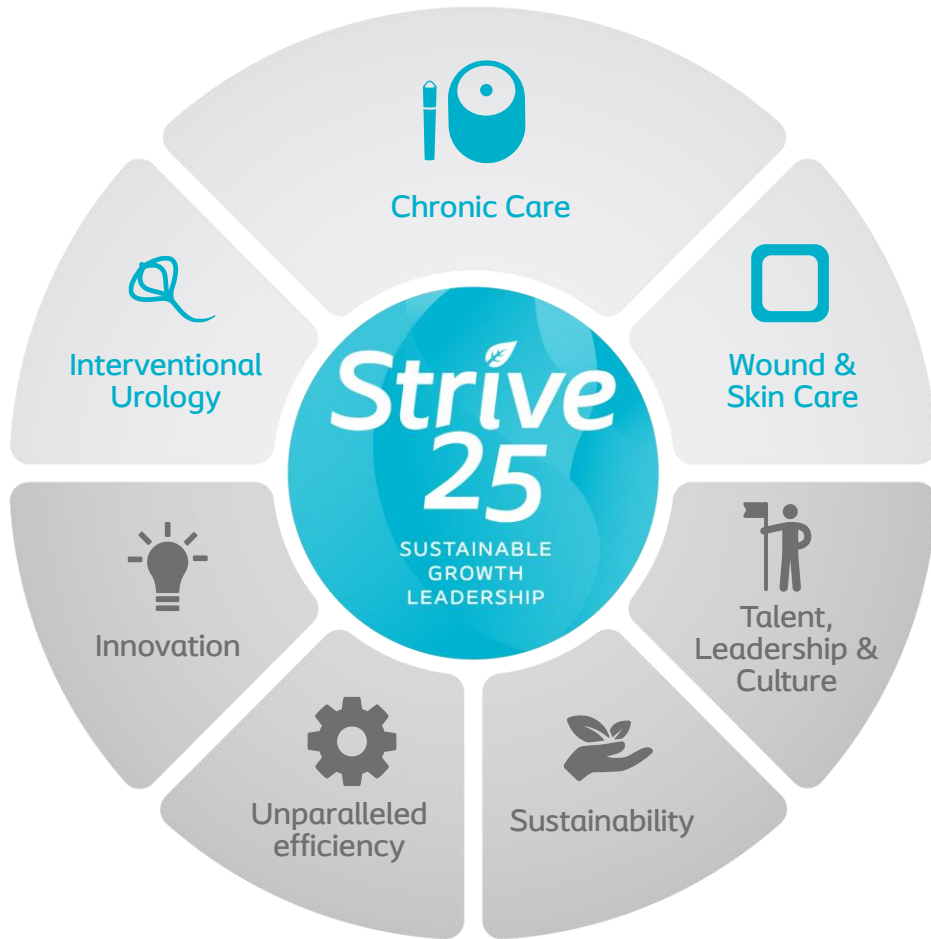 Chronic Care
Interventional
Urology
Wound &
Skin Care
Strive
25
SUSTAINABLE
GROWTH
LEADERSHIP
Innovation
Talent,
Leadership &
Culture
Unparalleled
efficiency
Sustainability